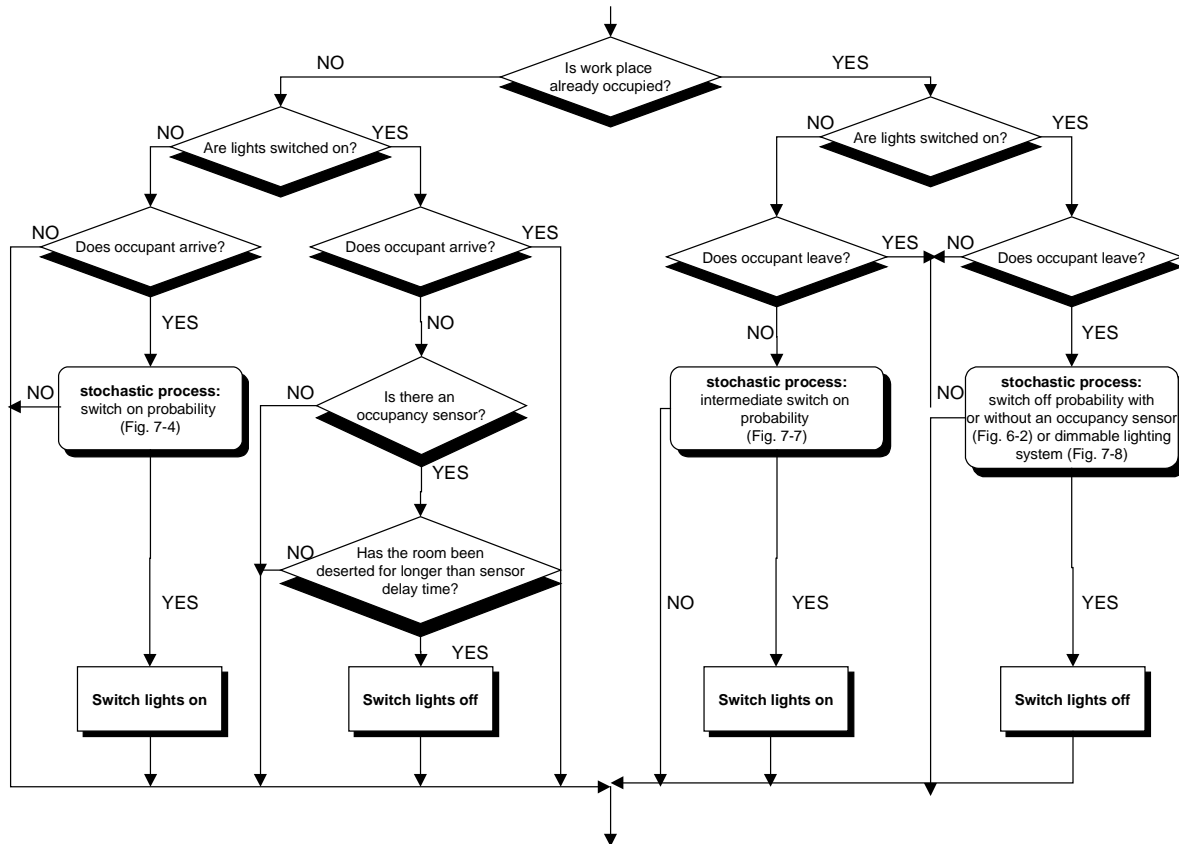 Is work place
already occupied?
NO
YES
Are lights switched on?
NO
YES
Are lights switched on?
NO
YES
Does occupant arrive?
NO
Does occupant arrive?
YES
Does occupant leave?
YES
Does occupant leave?
NO
YES
NO
NO
YES
stochastic process:
switch on probability
(Fig. 7-4)
NO
Is there an
occupancy sensor?
NO
stochastic process:
intermediate switch on
probability
(Fig. 7-7)
stochastic process:
switch off probability with
or without an occupancy sensor
(Fig. 6-2) or dimmable lighting
system (Fig. 7-8)
NO
YES
Has the room been
deserted for longer than sensor
delay time?
NO
YES
YES
NO
YES
YES
Switch lights on
Switch lights off
Switch lights on
Switch lights off